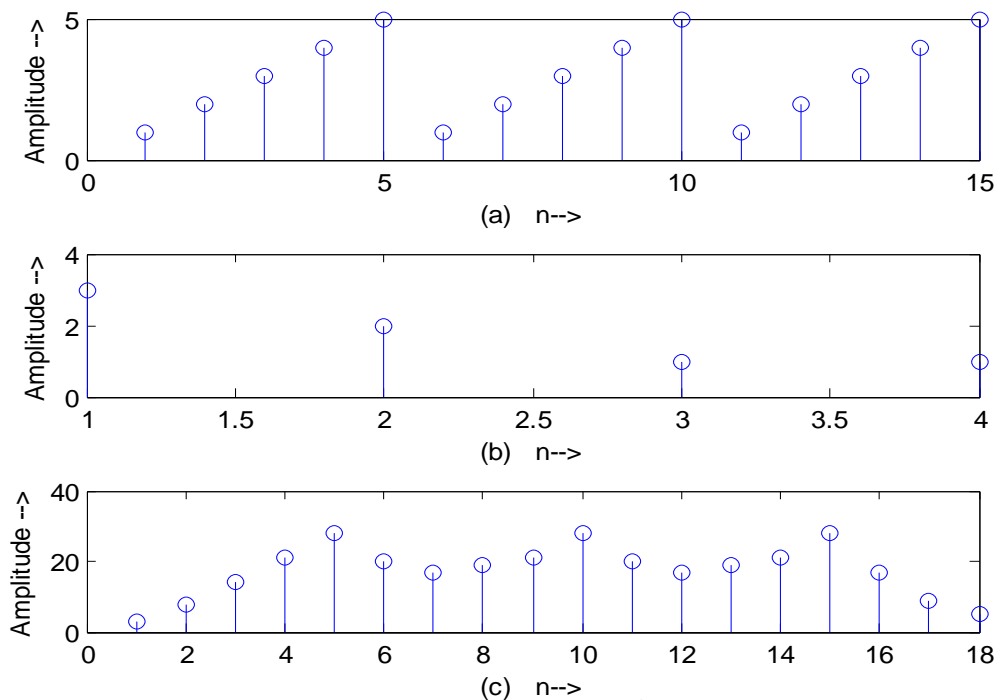 Amplitude -->
5
0
0 5 10 15
(a) n-->
Amplitude -->
4
2
0
1 1.5 2 2.5 3 3.5 4
(b) n-->
Amplitude -->
40
20
0
0 2 4 6 8 10 12 14 16 18
(c) n-->